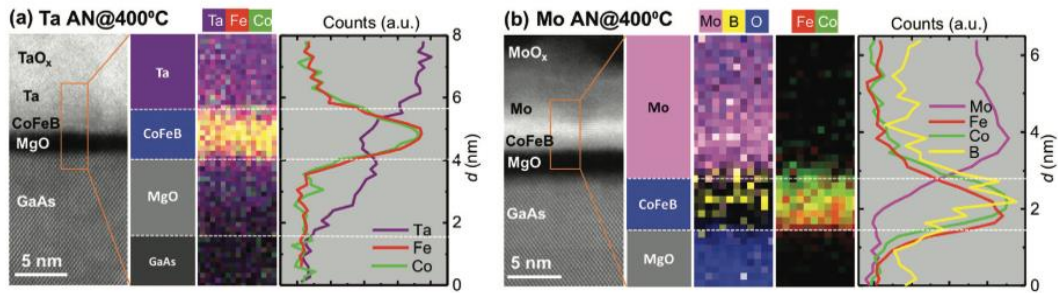 (a) Ta AN@400ºC
Ta Fe Co
Counts (a.u.)
TaOx
Ta
CoFeB
MgO
GaAs
5 nm
Ta
CoFeB
MgO
GaAs
Ta
Fe
Co
8
6
4
2
0
d (nm)
(b) Mo AN@400ºC
Mo B O
Fe Co
Counts (a.u.)
MoOx
Mo
CoFeB
MgO
GaAs
5 nm
Mo
CoFeB
MgO
Mo
Fe
Co
B
6
4
2
0
d (nm)